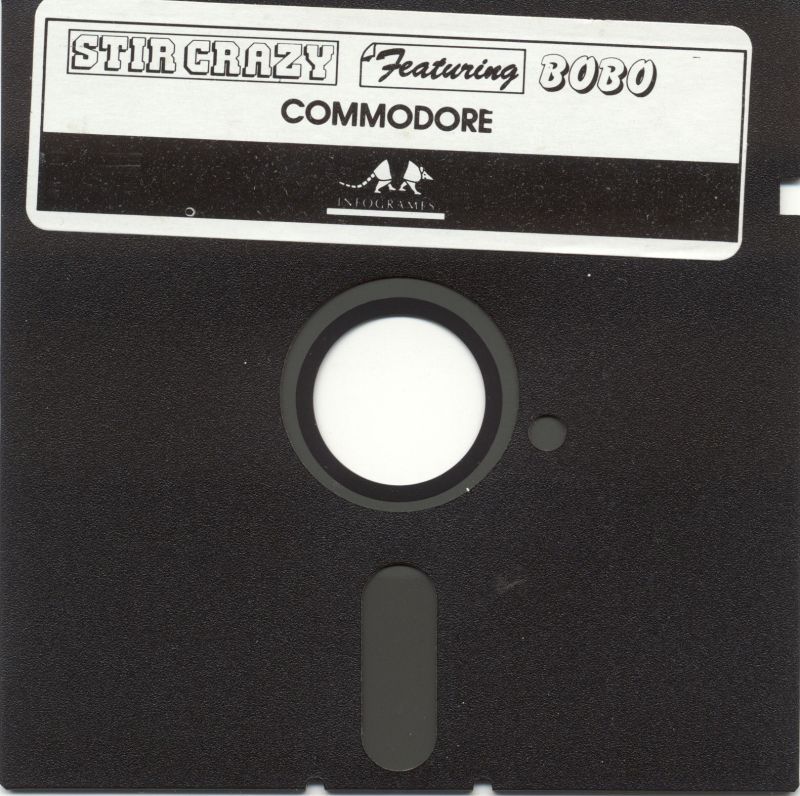 STIR CRAZY Featuring BOBO
COMMODORE
INFOGRAMES